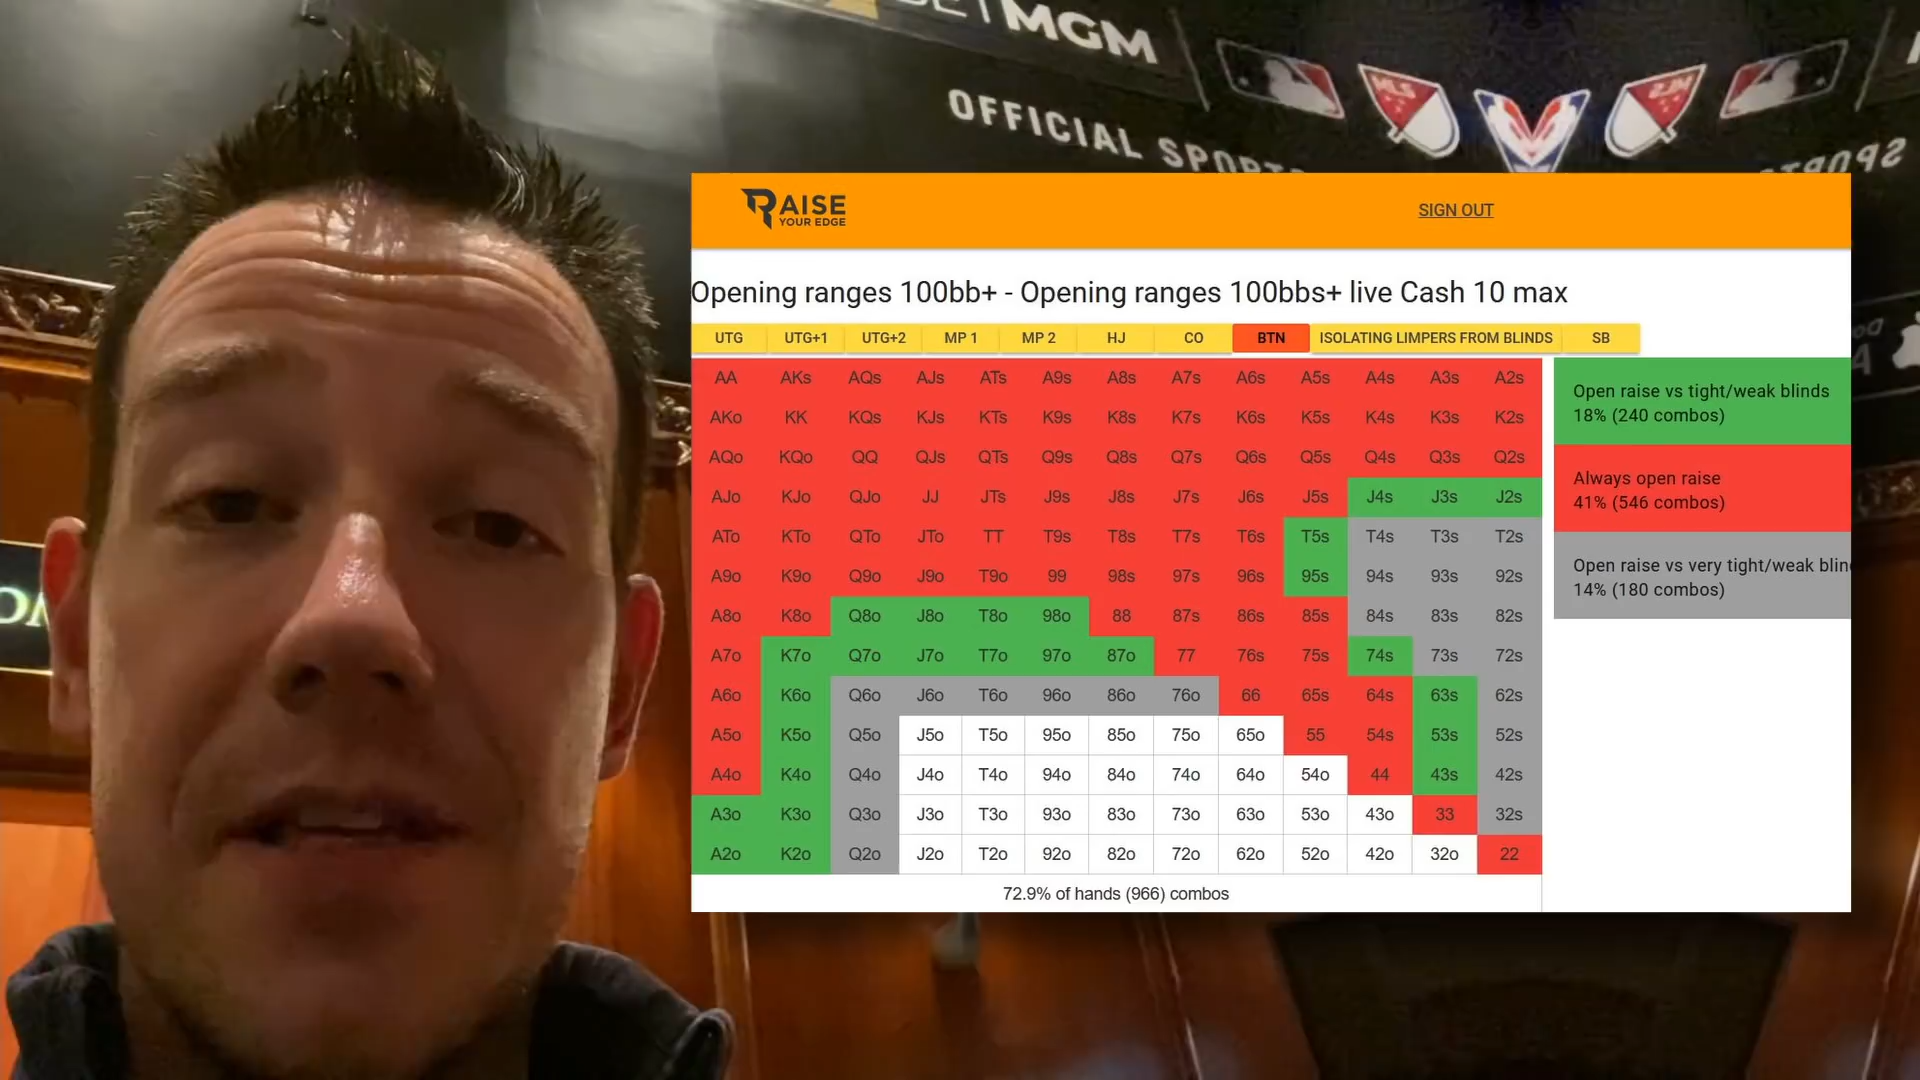 BETMGM
OFFICIAL SPORTS
MLS
RAISE
YOUR EDGE
SIGN OUT
Opening ranges 100bb+ - Opening ranges 100bbs+ live Cash 10 max
UTG UTG+1 UTG+2 MP 1 MP 2 HJ CO BTN ISOLATING LIMPERS FROM BLINDS SB
AA AKs AQs AJs ATs A9s A8s A7s A6s A5s A4s A3s A2s
AKo KK KQs KJs KTs K9s K8s K7s K6s K5s K4s K3s K2s
AQo KQo QQ QJs QTs Q9s Q8s Q7s Q6s Q5s Q4s Q3s Q2s
AJo KJo QJo JJ JTs J9s J8s J7s J6s J5s J4s J3s J2s
ATo KTo QTo JTo TT T9s T8s T7s T6s T5s T4s T3s T2s
A9o K9o Q9o J9o T9o 99 98s 97s 96s 95s 94s 93s 92s
A8o K8o Q8o J8o T8o 98o 88 87s 86s 85s 84s 83s 82s
A7o K7o Q7o J7o T7o 97o 87o 77 76s 75s 74s 73s 72s
A6o K6o Q6o J6o T6o 96o 86o 76o 66 65s 64s 63s 62s
A5o K5o Q5o J5o T5o 95o 85o 75o 65o 55 54s 53s 52s
A4o K4o Q4o J4o T4o 94o 84o 74o 64o 54o 44 43s 42s
A3o K3o Q3o J3o T3o 93o 83o 73o 63o 53o 43o 33 32s
A2o K2o Q2o J2o T2o 92o 82o 72o 62o 52o 42o 32o 22
72.9% of hands (966) combos
Open raise vs tight/weak blinds
18% (240 combos)
Always open raise
41% (546 combos)
Open raise vs very tight/weak blin
14% (180 combos)